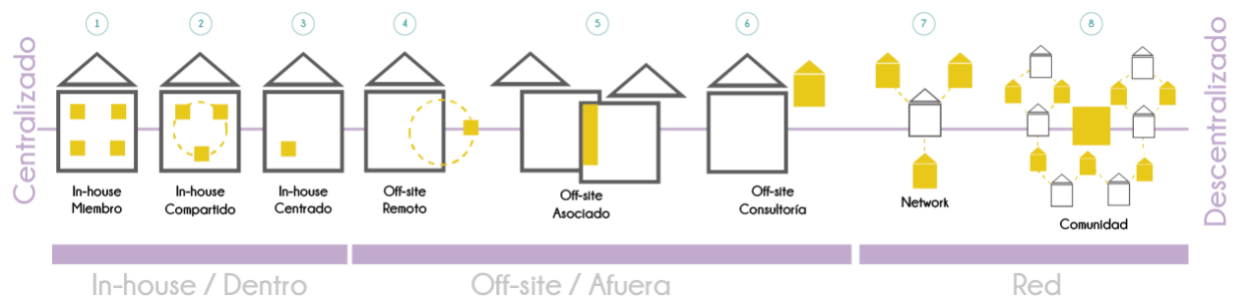 1
2
3
4
5
6
7
8
Centralizado
In-house
Miembro
In-house
Compartido
In-house
Centrado
Off-site
Remoto
Off-site
Asociado
Off-site
Consultoría
Network
Comunidad
Descentralizado
In-house / Dentro
Off-site / Afuera
Red